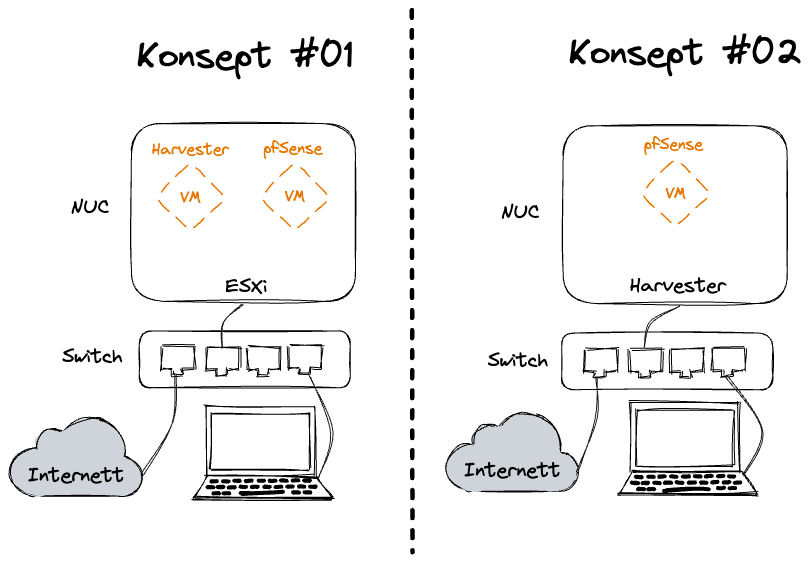 Konsept #01
Harvester
pfSense
VM
VM
NUC
ESXi
Switch
Internett
Konsept #02
pfSense
VM
NUC
Harvester
Switch
Internett